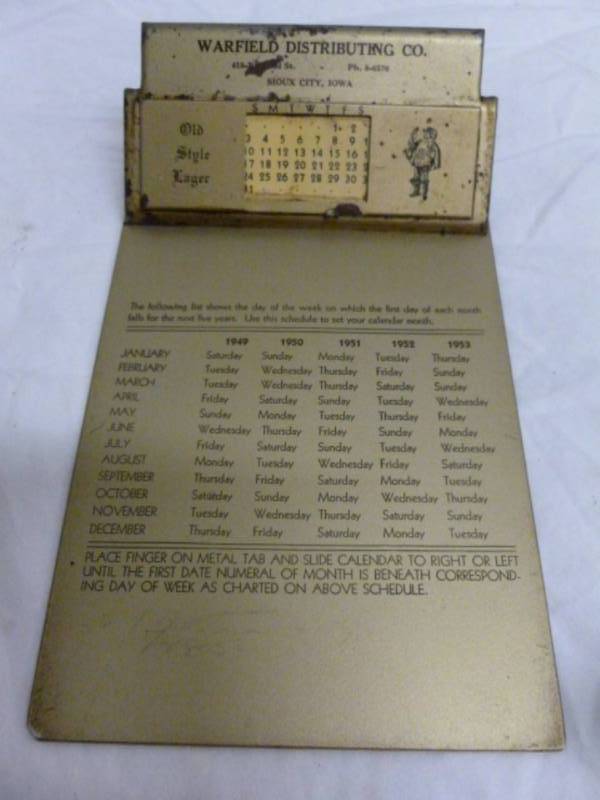 WARFIELD DISTRIBUTING CO.
St. Ph. 8-6570
SIOUX CITY, IOWA
S M T W T F S
Old
Style
Lager
1 2
3 4 5 6 7 8 9
10 11 12 13 14 15 16
17 18 19 20 21 22 23
24 25 26 27 28 29 30
31
The following list shows the day of the week on which the first day of each month
falls for the next five years. Use this schedule to set your calendar month.
1949 1950 1951 1952 1953
JANUARY Saturday Sunday Monday Tuesday Thursday
FEBRUARY Tuesday Wednesday Thursday Friday Sunday
MARCH Tuesday Wednesday Thursday Saturday Sunday
APRIL Friday Saturday Sunday Tuesday Wednesday
MAY Sunday Monday Tuesday Thursday Friday
JUNE Wednesday Thursday Friday Sunday Monday
JULY Friday Saturday Sunday Tuesday Wednesday
AUGUST Monday Tuesday Wednesday Friday Saturday
SEPTEMBER Thursday Friday Saturday Monday Tuesday
OCTOBER Saturday Sunday Monday Wednesday Thursday
NOVEMBER Tuesday Wednesday Thursday Saturday Sunday
DECEMBER Thursday Friday Saturday Monday Tuesday
PLACE FINGER ON METAL TAB AND SLIDE CALENDAR TO RIGHT OR LEFT
UNTIL THE FIRST DATE NUMERAL OF MONTH IS BENEATH CORRESPOND-
ING DAY OF WEEK AS CHARTED ON ABOVE SCHEDULE.